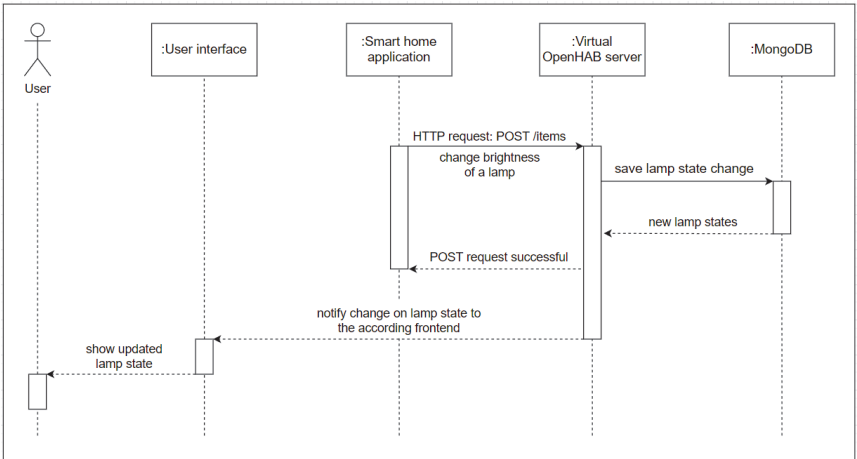 User
:User interface
:Smart home
application
:Virtual
OpenHAB server
:MongoDB
HTTP request: POST /items
change brightness
of a lamp
save lamp state change
new lamp states
POST request successful
notify change on lamp state to
the according frontend
show updated
lamp state